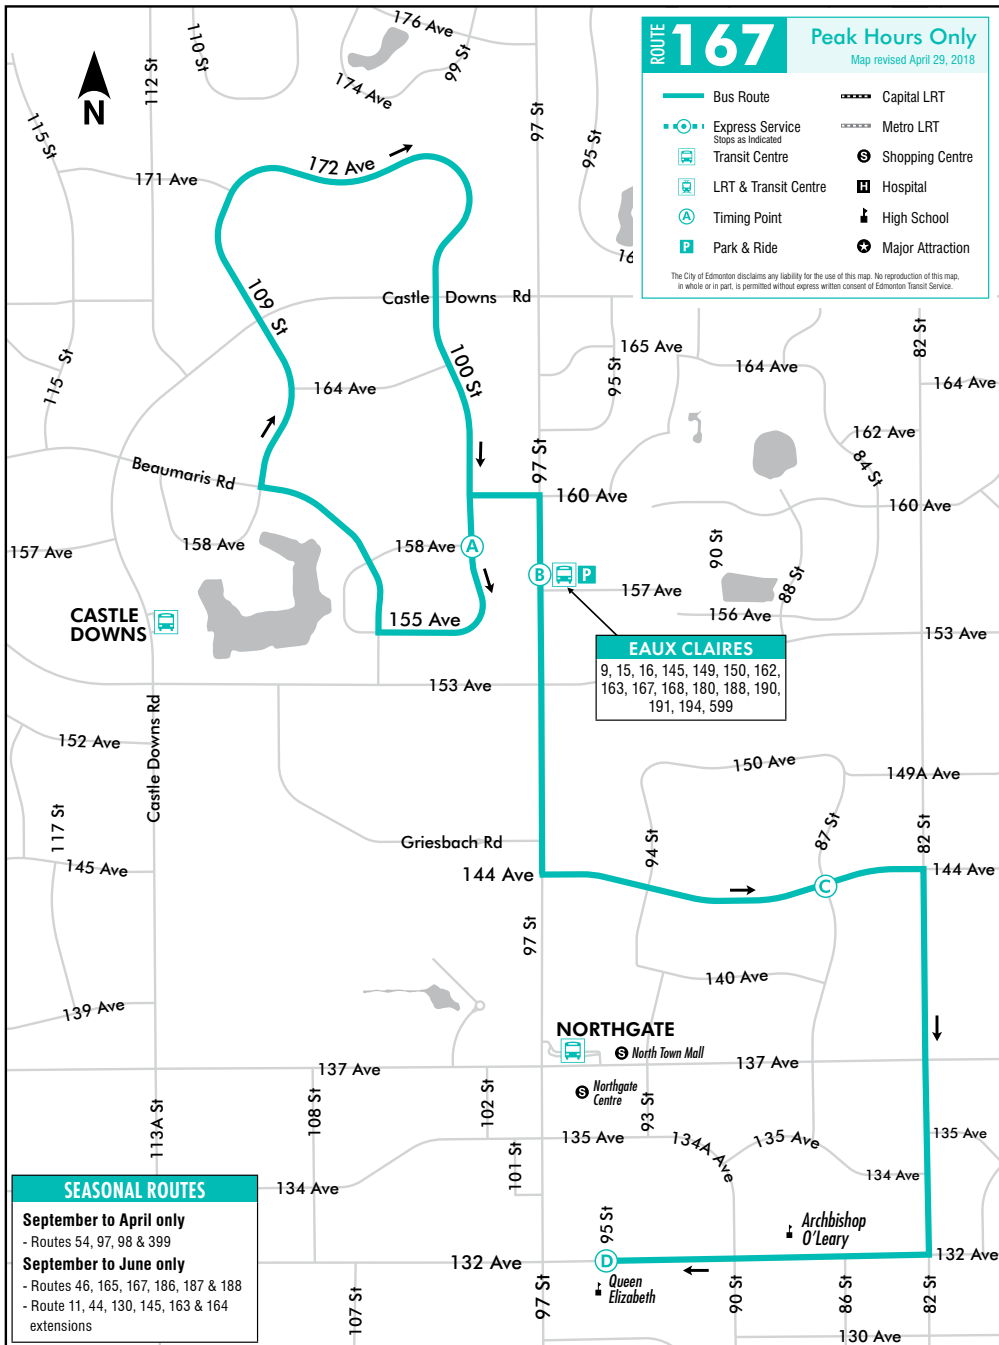 ROUTE 167
Peak Hours Only
Map revised April 29, 2018
Bus Route
Capital LRT
Express Service
Stops as Indicated
Metro LRT
Transit Centre
S Shopping Centre
LRT & Transit Centre
H Hospital
A Timing Point
High School
P Park & Ride
Major Attraction
The City of Edmonton disclaims any liability for the use of this map. No reproduction of this map,
in whole or in part, is permitted without express written consent of Edmonton Transit Service.
N
176 Ave
110 St
112 St
99 St
174 Ave
97 St
95 St
115 St
172 Ave
171 Ave
16
109 St
Castle Downs Rd
82 St
165 Ave
164 Ave
164 Ave
115 St
100 St
95 St
164 Ave
162 Ave
97 St
84 St
Beaumaris Rd
160 Ave
160 Ave
158 Ave
158 Ave
A
157 Ave
90 St
B
P
157 Ave
88 St
156 Ave
CASTLE
DOWNS
155 Ave
153 Ave
EAUX CLAIRES
9, 15, 16, 145, 149, 150, 162,
163, 167, 168, 180, 188, 190,
191, 194, 599
153 Ave
Castle Downs Rd
152 Ave
150 Ave
149A Ave
117 St
Griesbach Rd
94 St
87 St
82 St
145 Ave
144 Ave
C
144 Ave
97 St
140 Ave
139 Ave
NORTHGATE
S North Town Mall
137 Ave
137 Ave
S Northgate
Centre
113A St
108 St
102 St
93 St
135 Ave
134A Ave
135 Ave
135 Ave
101 St
134 Ave
134 Ave
95 St
Archbishop
O'Leary
132 Ave
D
132 Ave
Queen
Elizabeth
107 St
97 St
90 St
86 St
82 St
130 Ave
SEASONAL ROUTES
September to April only
- Routes 54, 97, 98 & 399
September to June only
- Routes 46, 165, 167, 186, 187 & 188
- Route 11, 44, 130, 145, 163 & 164
extensions